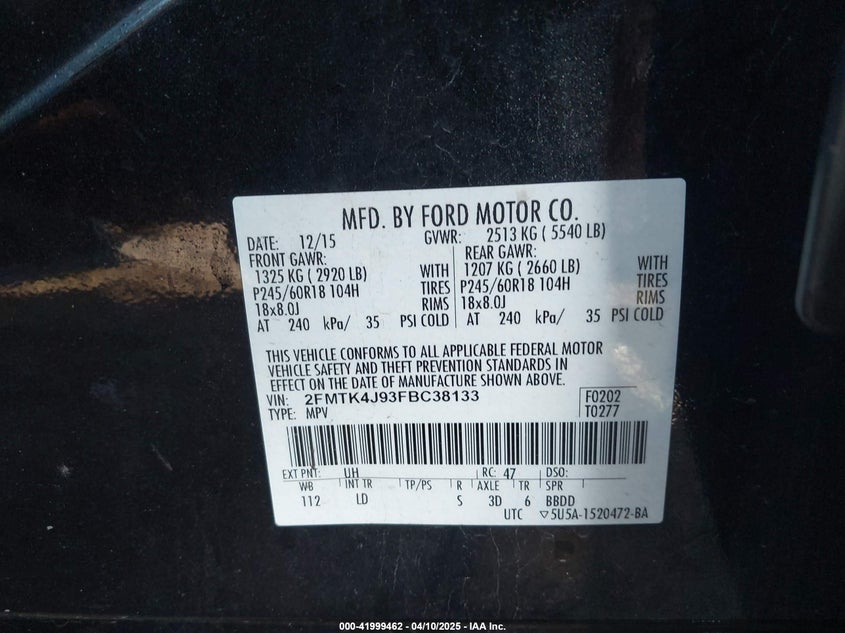 MFD. BY FORD MOTOR CO.
DATE: 12/15 GVWR: 2513 KG ( 5540 LB)
FRONT GAWR: REAR GAWR:
1325 KG ( 2920 LB) WITH 1207 KG ( 2660 LB) WITH
P245/60R18 104H TIRES P245/60R18 104H TIRES
18x8.0J RIMS 18x8.0J RIMS
AT 240 kPa/ 35 PSI COLD AT 240 kPa/ 35 PSI COLD
THIS VEHICLE CONFORMS TO ALL APPLICABLE FEDERAL MOTOR
VEHICLE SAFETY AND THEFT PREVENTION STANDARDS IN
EFFECT ON THE DATE OF MANUFACTURE SHOWN ABOVE.
VIN: 2FMTK4J93FBC38133 F0202
TYPE: MPV T0277
EXT PNT: UH RC: 47 DSO:
WB INT TR TP/PS R AXLE TR SPR
112 LD S 3D 6 BBDD
UTC ▽5U5A-1520472-BA
000-41999462 - 04/10/2025 - IAA Inc.